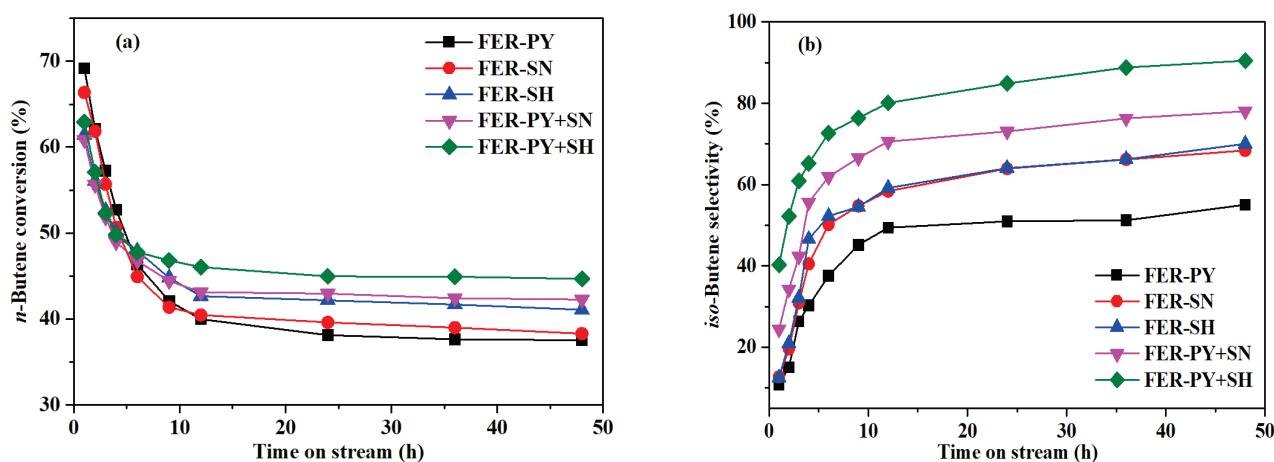 (a)
FER-PY
FER-SN
FER-SH
FER-PY+SN
FER-PY+SH
n-Butene conversion (%)
70
60
50
40
30
0 10 20 30 40 50
Time on stream (h)
(b)
iso-Butene selectivity (%)
100
80
60
40
20
FER-PY
FER-SN
FER-SH
FER-PY+SN
FER-PY+SH
0 10 20 30 40 50
Time on stream (h)